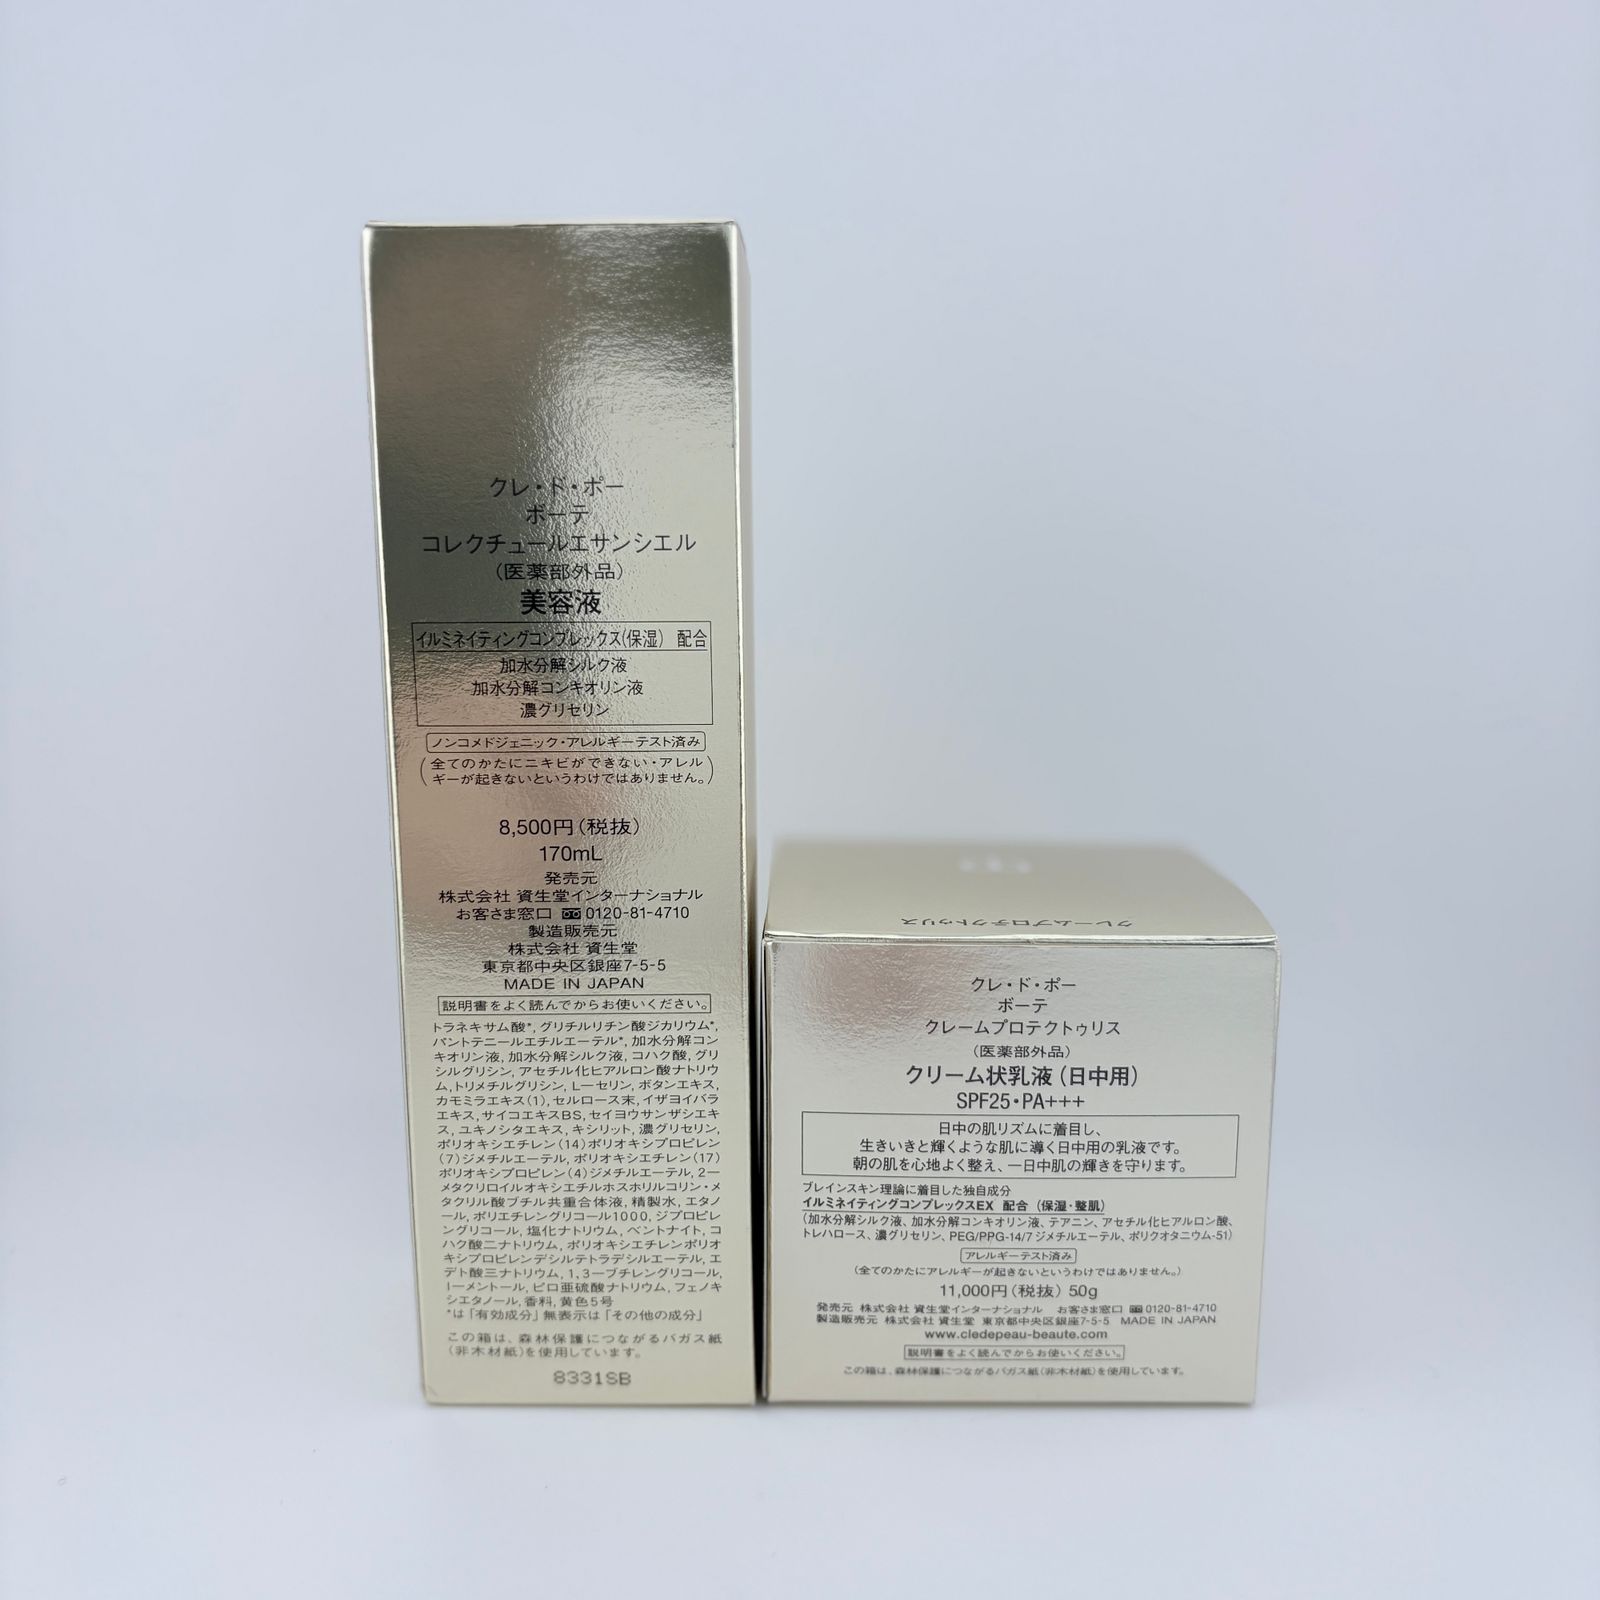 クレ・ド・ポー
ボーテ
コレクチュールエサンシエル
（医薬部外品）
美容液
イルミネイティングコンプレックス（保湿） 配合
加水分解シルク液
加水分解コンキオリン液
濃グリセリン
ノンコメドジェニック・アレルギーテスト済み
（全てのかたにニキビができない・アレル
ギーが起きないというわけではありません。）
8,500円（税抜）
170mL
発売元
株式会社 資生堂インターナショナル
お客さま窓口 0120-81-4710
製造販売元
株式会社 資生堂
東京都中央区銀座7-5-5
MADE IN JAPAN
説明書をよく読んでからお使いください。
トラネキサム酸*, グリチルリチン酸ジカリウム*,
パントテニールエチルエーテル*, 加水分解コン
キオリン液, 加水分解シルク液, コハク酸, グリ
シルグリシン, アセチル化ヒアルロン酸ナトリウ
ム, トリメチルグリシン, L－セリン, ボタンエキス,
カモミラエキス(1), セルロース末, イザヨイバラ
エキス, サイコエキスBS, セイヨウサンザシエキ
ス, ユキノシタエキス, キシリット, 濃グリセリン,
ポリオキシエチレン(14)ポリオキシプロピレン
(7)ジメチルエーテル, ポリオキシエチレン(17)
ポリオキシプロピレン(4)ジメチルエーテル, 2－
メタクリロイルオキシエチルホスホリルコリン・メ
タクリル酸ブチル共重合体液, 精製水, エタノ
ール, ポリエチレングリコール1000, ジプロピレ
ングリコール, 塩化ナトリウム, ベントナイト, コ
ハク酸二ナトリウム, ポリオキシエチレンポリオ
キシプロピレンデシルテトラデシルエーテル, エ
デト酸三ナトリウム, 1,3－ブチレングリコール,
l－メントール, ピロ亜硫酸ナトリウム, フェノキ
シエタノール, 香料, 黄色5号
*は「有効成分」無表示は「その他の成分」
この箱は、森林保護につながるバガス紙
（非木材紙）を使用しています。
8331SB
クレームプロテクトゥリス
クレ・ド・ポー
ボーテ
クレームプロテクトゥリス
（医薬部外品）
クリーム状乳液（日中用）
SPF25・PA+++
日中の肌リズムに着目し、
生きいきと輝くような肌に導く日中用の乳液です。
朝の肌を心地よく整え、一日中肌の輝きを守ります。
ブレインスキン理論に着目した独自成分
イルミネイティングコンプレックスEX 配合（保湿・整肌）
（加水分解シルク液、加水分解コンキオリン液、テアニン、アセチル化ヒアルロン酸、
トレハロース、濃グリセリン、PEG/PPG-14/7 ジメチルエーテル、ポリクオタニウム-51）
アレルギーテスト済み
（全てのかたにアレルギーが起きないというわけではありません。）
11,000円（税抜） 50g
発売元 株式会社 資生堂インターナショナル お客さま窓口 0120-81-4710
製造販売元 株式会社 資生堂 東京都中央区銀座7-5-5 MADE IN JAPAN
www.cledepeau-beaute.com
説明書をよく読んでからお使いください。
この箱は、森林保護につながるバガス紙（非木材紙）を使用しています。